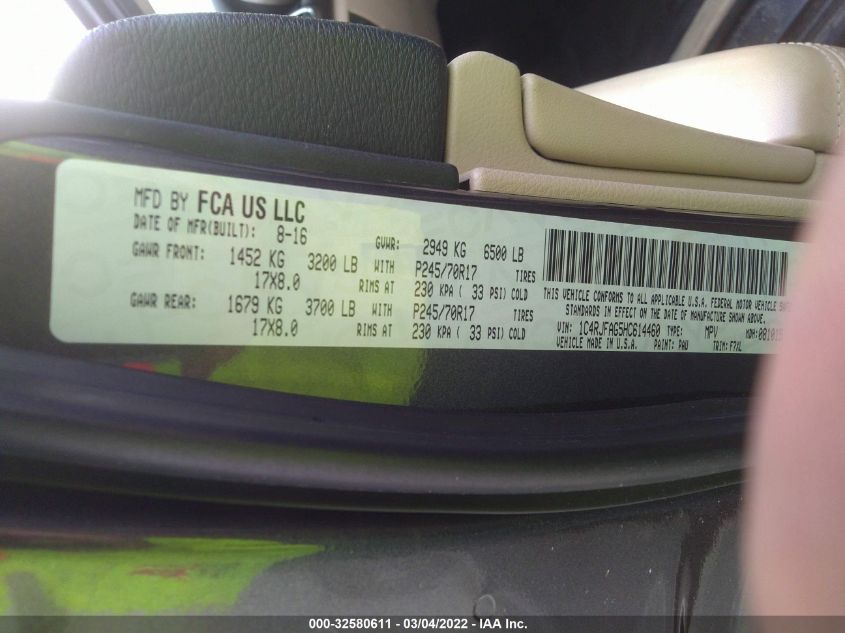 MFD BY FCA US LLC
DATE OF MFR(BUILT): 8-16 GVWR: 2949 KG 6500 LB
GAWR FRONT: 1452 KG 3200 LB WITH P245/70R17 TIRES
17X8.0 RIMS AT 230 KPA ( 33 PSI) COLD
GAWR REAR: 1679 KG 3700 LB WITH P245/70R17 TIRES
17X8.0 RIMS AT 230 KPA ( 33 PSI) COLD
THIS VEHICLE CONFORMS TO ALL APPLICABLE U.S.A. FEDERAL MOTOR VEHICLE
STANDARDS IN EFFECT ON THE DATE OF MANUFACTURE SHOWN ABOVE.
VIN: 1C4RJFAG5HC614460 TYPE: MPV MDH:
VEHICLE MADE IN U.S.A. PAINT: PAU TRIM:
000-32580611 - 03/04/2022 - IAA Inc.